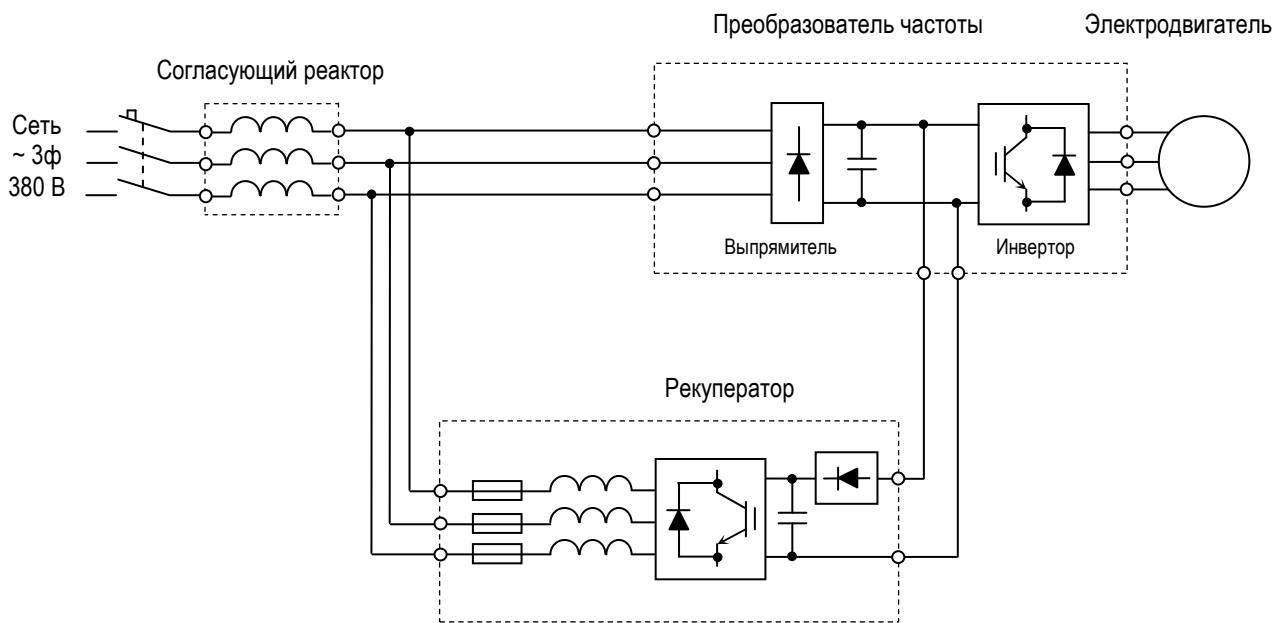 Преобразователь частоты
Электродвигатель
Согласующий реактор
Сеть
~ 3ф
380 В
Выпрямитель
Инвертор
Рекуператор